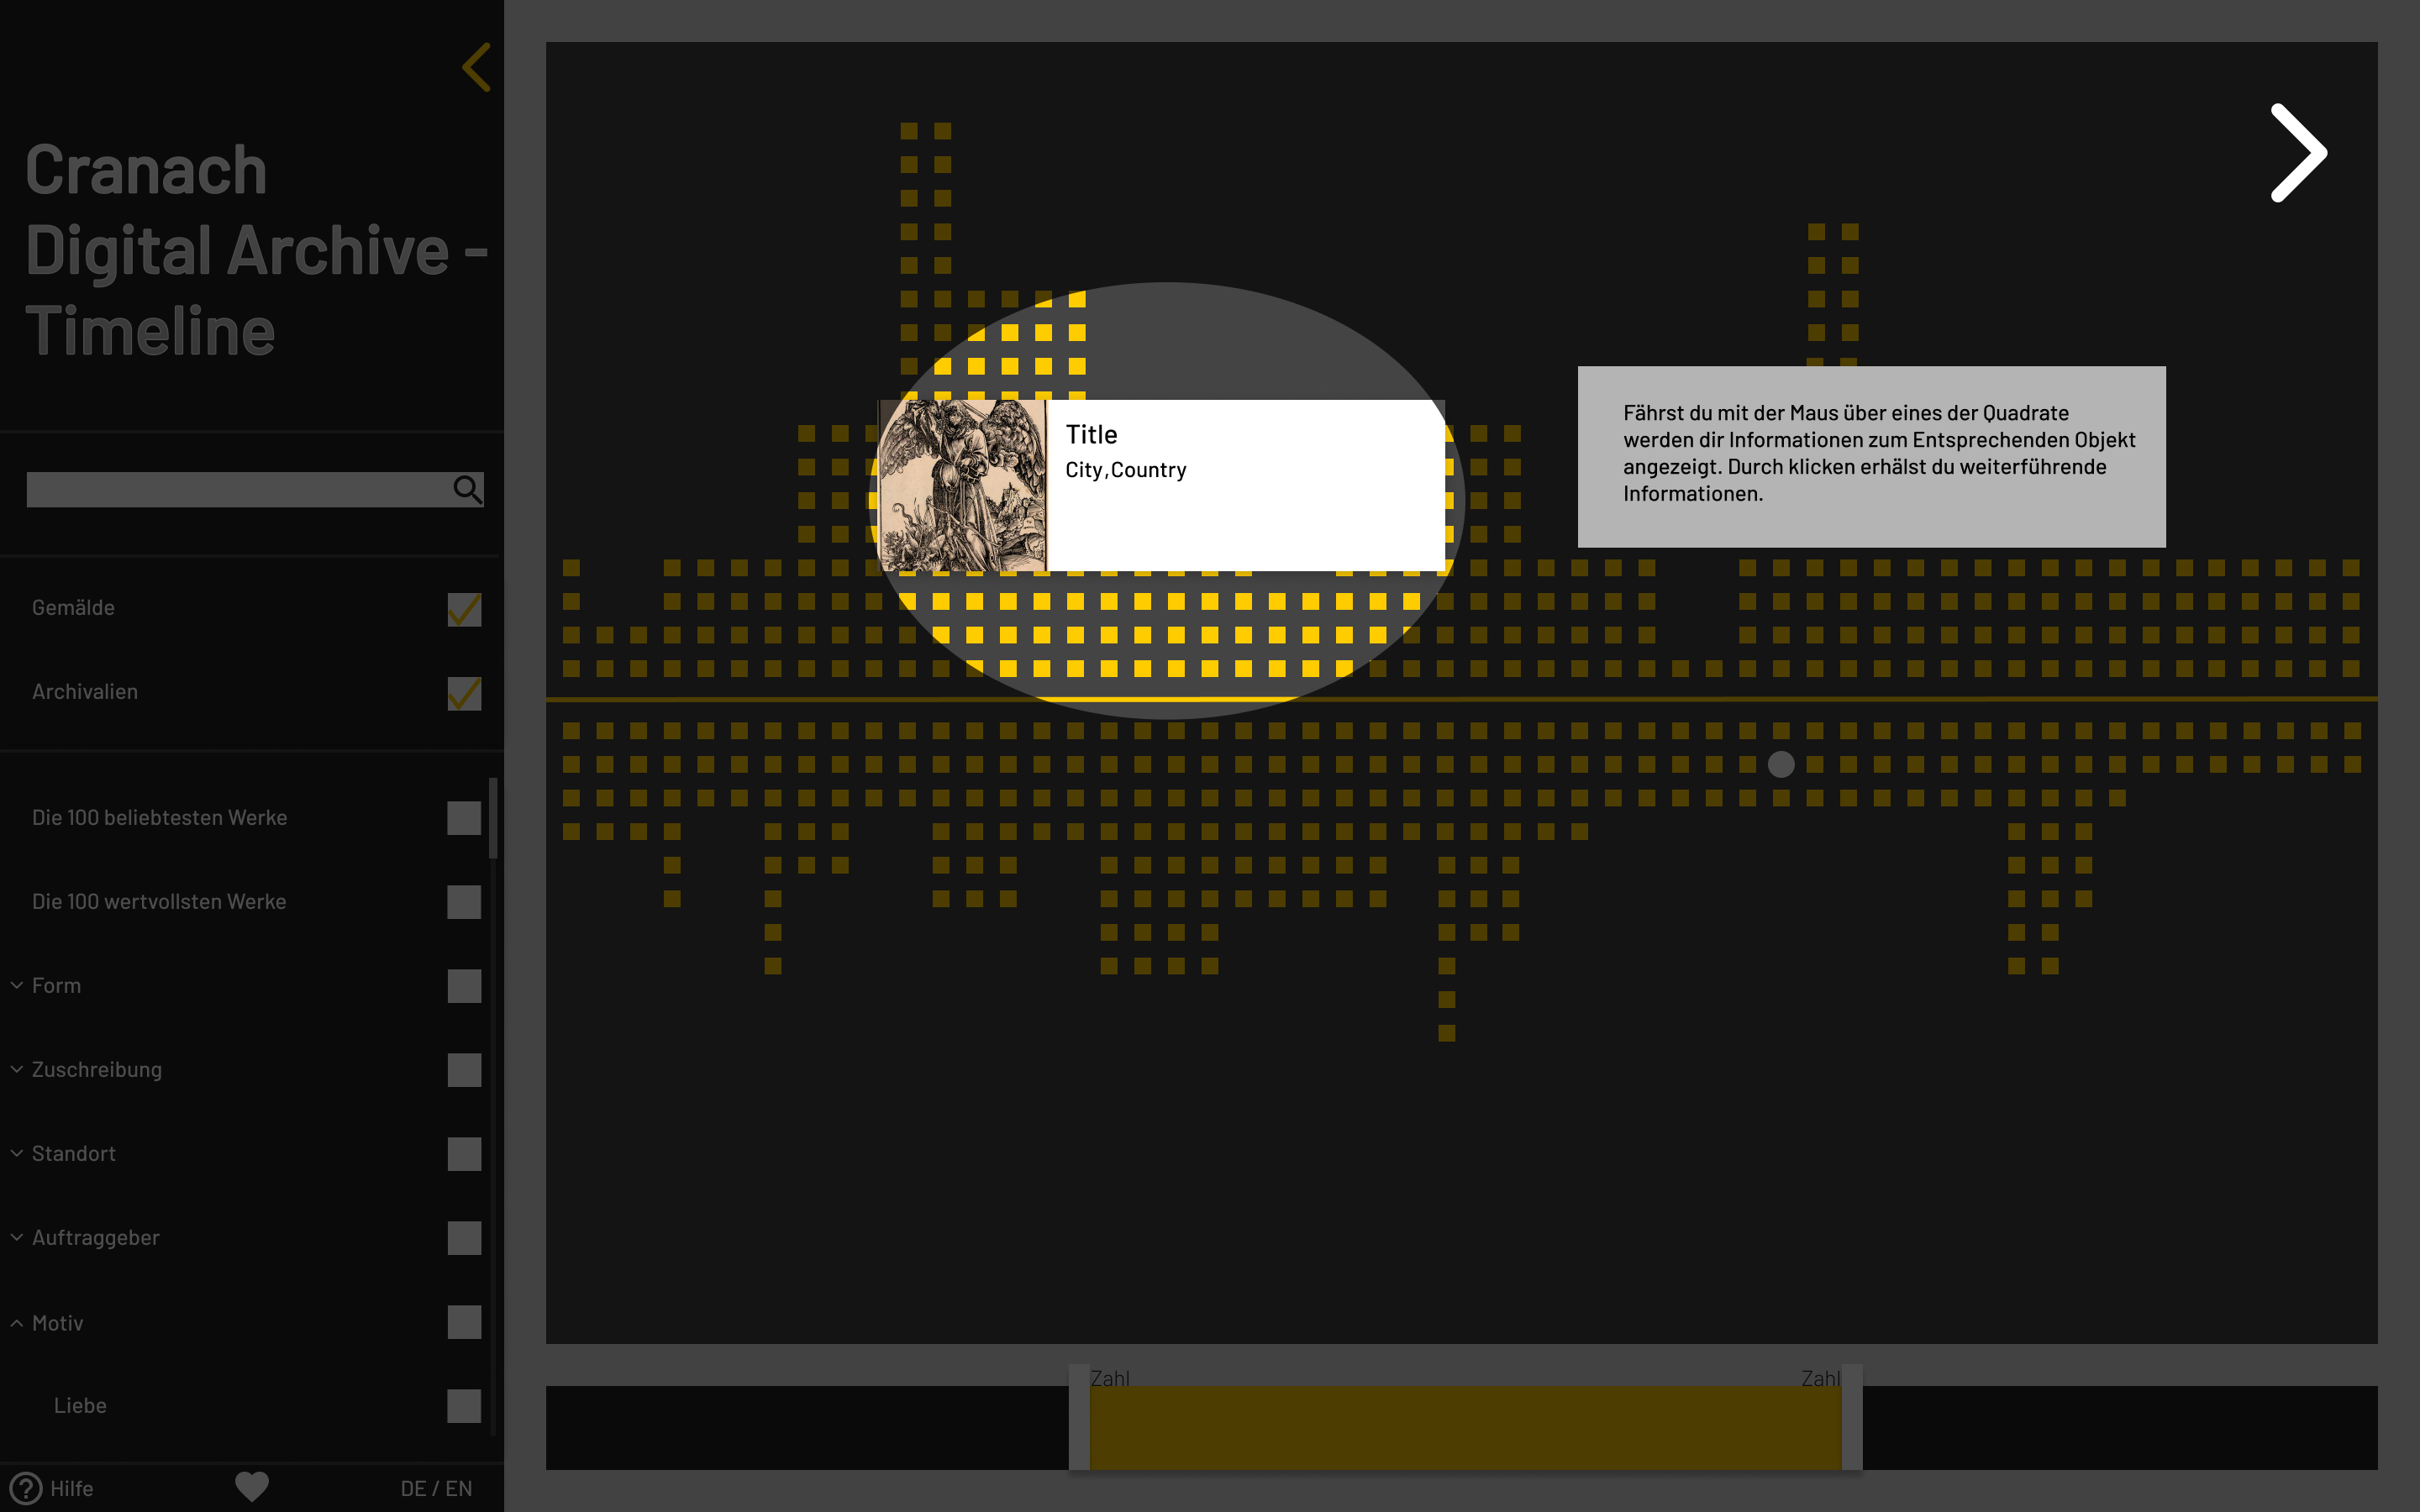 Cranach
Digital Archive -
Timeline
Gemälde
Archivalien
Die 100 beliebtesten Werke
Die 100 wertvollsten Werke
Form
Zuschreibung
Standort
Auftraggeber
Motiv
Liebe
? Hilfe
DE / EN
Title
City,Country
Fährst du mit der Maus über eines der Quadrate
werden dir Informationen zum Entsprechenden Objekt
angezeigt. Durch klicken erhälst du weiterführende
Informationen.
Zahl
Zahl